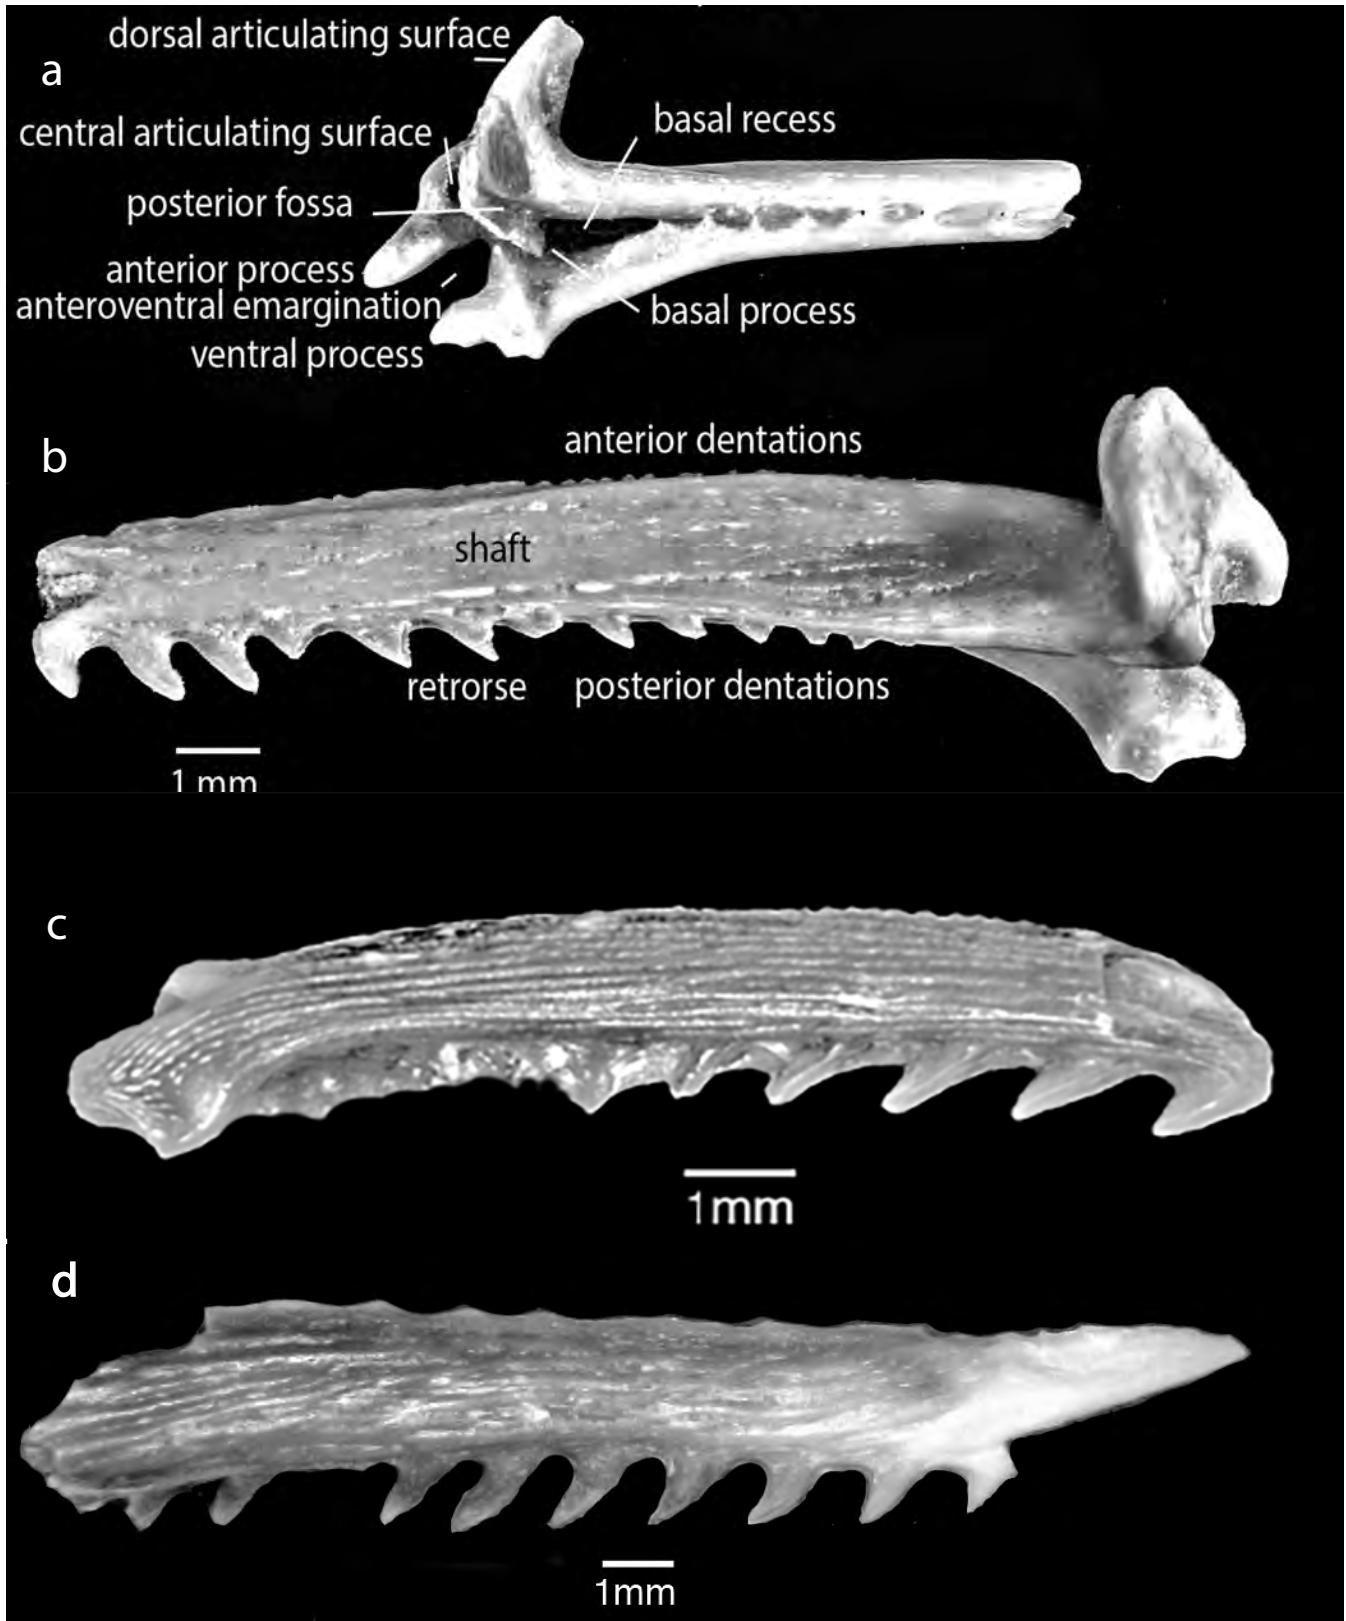 dorsal articulating surface
a
central articulating surface
basal recess
posterior fossa
anterior process
anteroventral emargination
basal process
ventral process
b
anterior dentations
shaft
retrorse posterior dentations
1 mm
c
1mm
d
1mm